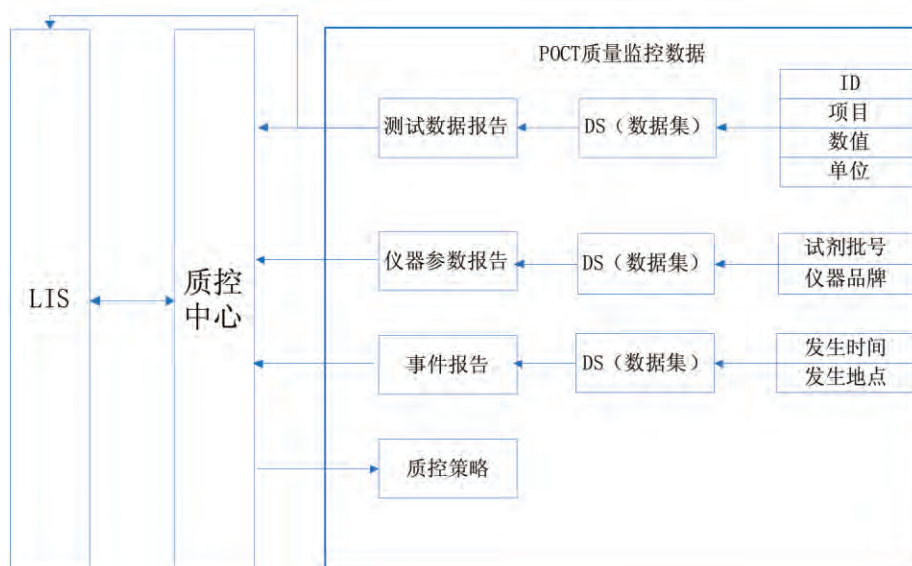 POCT质量监控数据
ID
项目
数值
单位
测试数据报告
DS（数据集）
试剂批号
仪器品牌
仪器参数报告
DS（数据集）
LIS
质控
中心
发生时间
发生地点
事件报告
DS（数据集）
质控策略